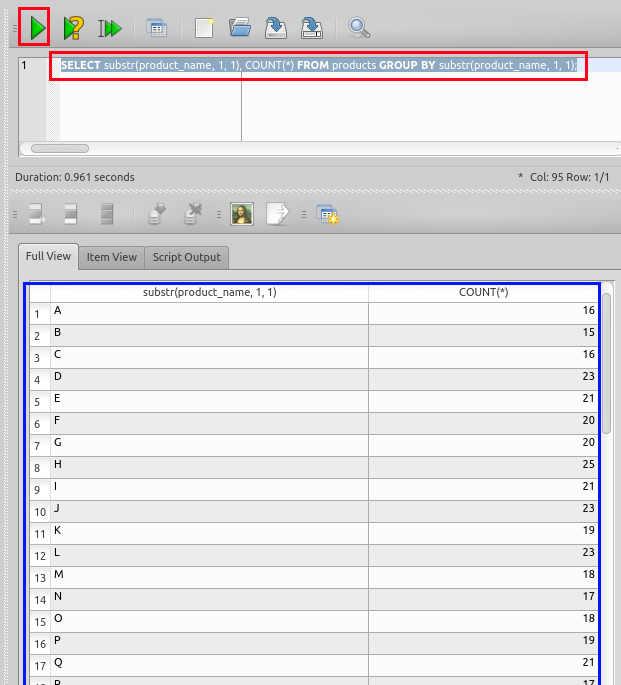 1 SELECT substr(product_name, 1, 1), COUNT(*) FROM products GROUP BY substr(product_name, 1, 1);
Duration: 0.961 seconds * Col: 95 Row: 1/1
Full View Item View Script Output
substr(product_name, 1, 1) COUNT(*)
1 A 16
2 B 15
3 C 16
4 D 23
5 E 21
6 F 20
7 G 20
8 H 25
9 I 21
10 J 23
11 K 19
12 L 23
13 M 18
14 N 17
15 O 18
16 P 19
17 Q 21
17